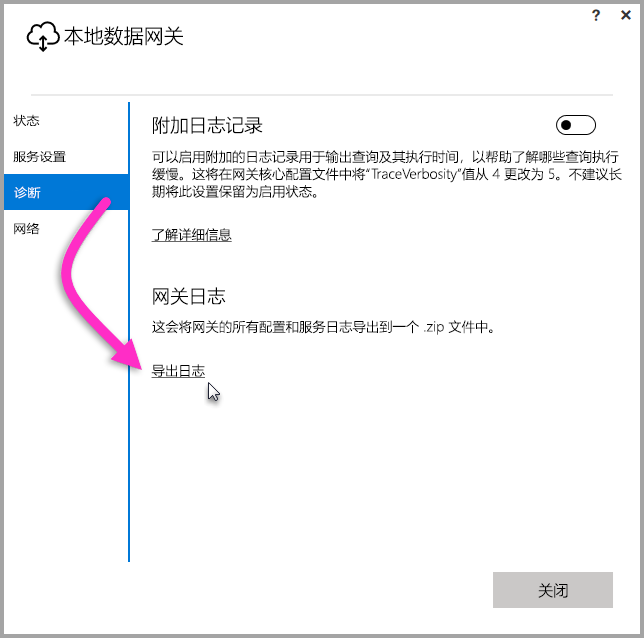 ? ×
本地数据网关
状态
服务设置
诊断
网络
附加日志记录
可以启用附加的日志记录用于输出查询及其执行时间，以帮助了解哪些查询执行
缓慢。这将在网关核心配置文件中将“TraceVerbosity”值从 4 更改为 5。不建议长
期将此设置保留为启用状态。
了解详细信息
网关日志
这会将网关的所有配置和服务日志导出到一个 .zip 文件中。
导出日志
关闭